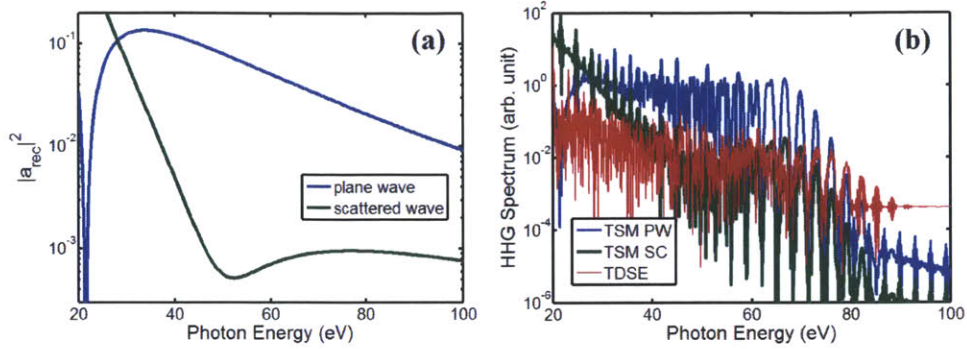 (a)
|a_rec|^2
10^-1
10^-2
10^-3
plane wave
scattered wave
20 40 60 80 100
Photon Energy (eV)
(b)
HHG Spectrum (arb. unit)
10^2
10^0
10^-2
10^-4
TSM PW
TSM SC
TDSE
20 40 60 80 100
Photon Energy (eV)